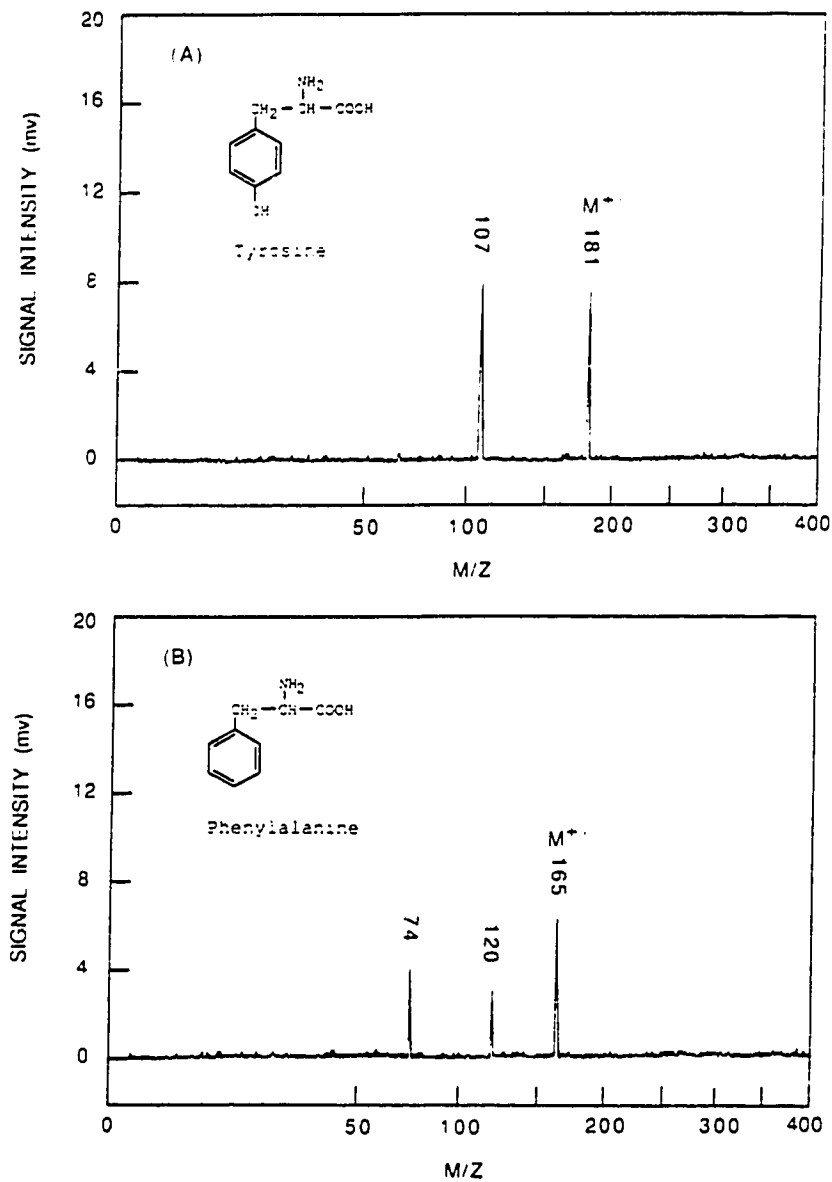 20
(A)
16
NH2
CH2 — CH — COOH
12
OH
Tyrosine
107
M+·
181
8
4
0
SIGNAL INTENSITY (mv)
0 50 100 200 300 400
M/Z
20
(B)
16
NH2
CH2 — CH — COOH
12
Phenylalanine
M+·
165
8
74
120
4
0
SIGNAL INTENSITY (mv)
0 50 100 200 300 400
M/Z